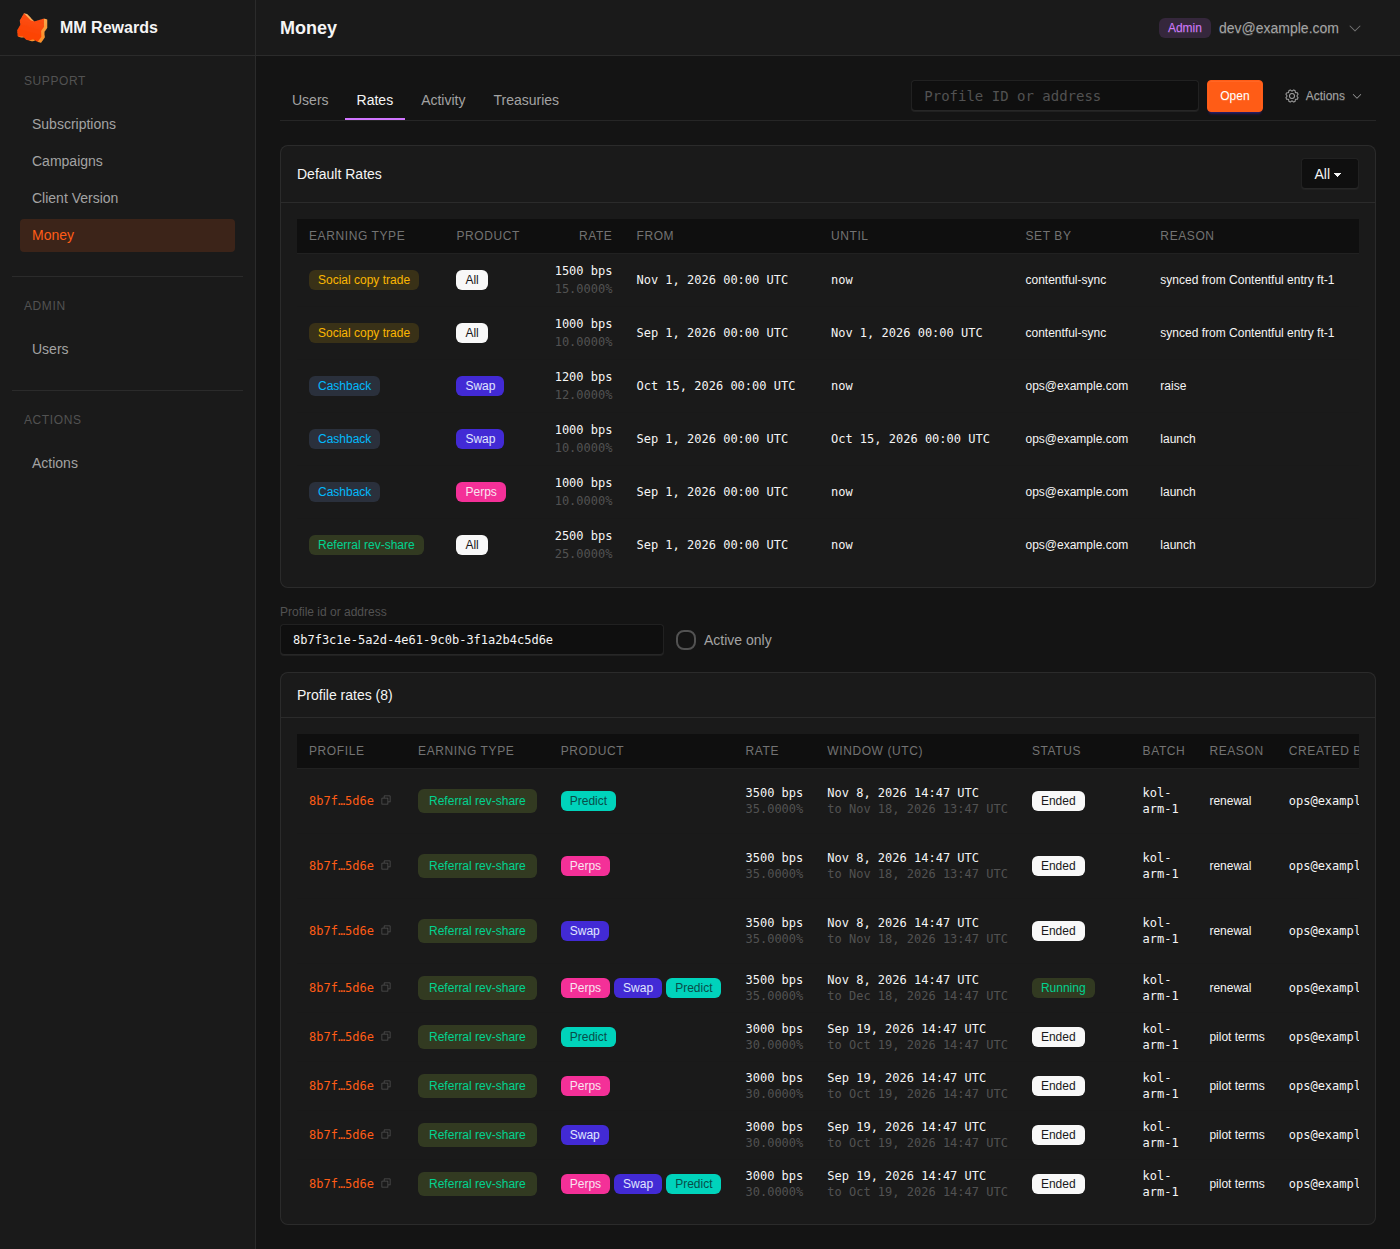 MM Rewards
Money
Admin dev@example.com
SUPPORT
Subscriptions
Campaigns
Client Version
Money
ADMIN
Users
ACTIONS
Actions
Users Rates Activity Treasuries
Profile ID or address Open Actions
Default Rates All
EARNING TYPE PRODUCT RATE FROM UNTIL SET BY REASON
Social copy trade All 1500 bps Nov 1, 2026 00:00 UTC now contentful-sync synced from Contentful entry ft-1
15.0000%
Social copy trade All 1000 bps Sep 1, 2026 00:00 UTC Nov 1, 2026 00:00 UTC contentful-sync synced from Contentful entry ft-1
10.0000%
Cashback Swap 1200 bps Oct 15, 2026 00:00 UTC now ops@example.com raise
12.0000%
Cashback Swap 1000 bps Sep 1, 2026 00:00 UTC Oct 15, 2026 00:00 UTC ops@example.com launch
10.0000%
Cashback Perps 1000 bps Sep 1, 2026 00:00 UTC now ops@example.com launch
10.0000%
Referral rev-share All 2500 bps Sep 1, 2026 00:00 UTC now ops@example.com launch
25.0000%
Profile id or address
8b7f3c1e-5a2d-4e61-9c0b-3f1a2b4c5d6e Active only
Profile rates (8)
PROFILE EARNING TYPE PRODUCT RATE WINDOW (UTC) STATUS BATCH REASON CREATED B
8b7f…5d6e Referral rev-share Predict 3500 bps Nov 8, 2026 14:47 UTC Ended kol- renewal ops@exampl
35.0000% to Nov 18, 2026 13:47 UTC arm-1
8b7f…5d6e Referral rev-share Perps 3500 bps Nov 8, 2026 14:47 UTC Ended kol- renewal ops@exampl
35.0000% to Nov 18, 2026 13:47 UTC arm-1
8b7f…5d6e Referral rev-share Swap 3500 bps Nov 8, 2026 14:47 UTC Ended kol- renewal ops@exampl
35.0000% to Nov 18, 2026 13:47 UTC arm-1
8b7f…5d6e Referral rev-share Perps Swap Predict 3500 bps Nov 8, 2026 14:47 UTC Running kol- renewal ops@exampl
35.0000% to Dec 18, 2026 14:47 UTC arm-1
8b7f…5d6e Referral rev-share Predict 3000 bps Sep 19, 2026 14:47 UTC Ended kol- pilot terms ops@exampl
30.0000% to Oct 19, 2026 14:47 UTC arm-1
8b7f…5d6e Referral rev-share Perps 3000 bps Sep 19, 2026 14:47 UTC Ended kol- pilot terms ops@exampl
30.0000% to Oct 19, 2026 14:47 UTC arm-1
8b7f…5d6e Referral rev-share Swap 3000 bps Sep 19, 2026 14:47 UTC Ended kol- pilot terms ops@exampl
30.0000% to Oct 19, 2026 14:47 UTC arm-1
8b7f…5d6e Referral rev-share Perps Swap Predict 3000 bps Sep 19, 2026 14:47 UTC Ended kol- pilot terms ops@exampl
30.0000% to Oct 19, 2026 14:47 UTC arm-1